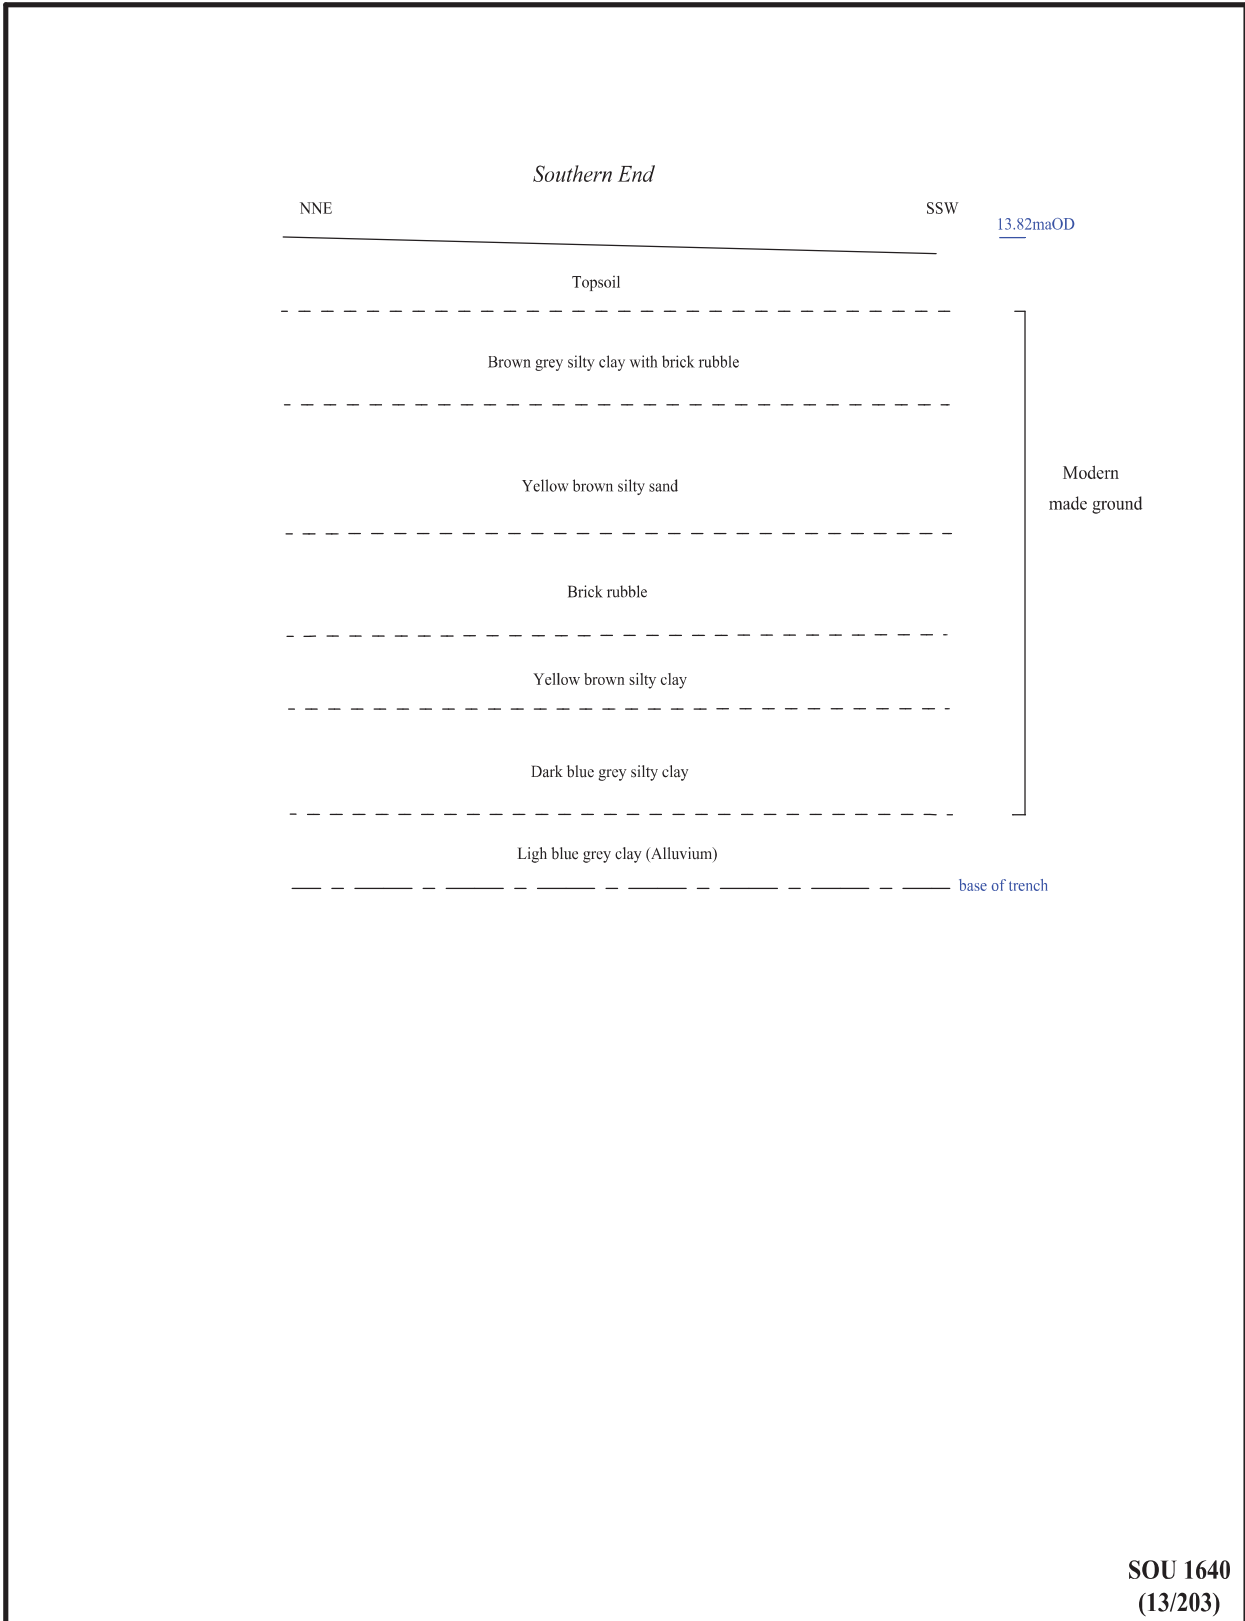 Southern End
NNE
SSW
13.82maOD
Topsoil
Brown grey silty clay with brick rubble
Yellow brown silty sand
Modern
made ground
Brick rubble
Yellow brown silty clay
Dark blue grey silty clay
Ligh blue grey clay (Alluvium)
base of trench
SOU 1640
(13/203)